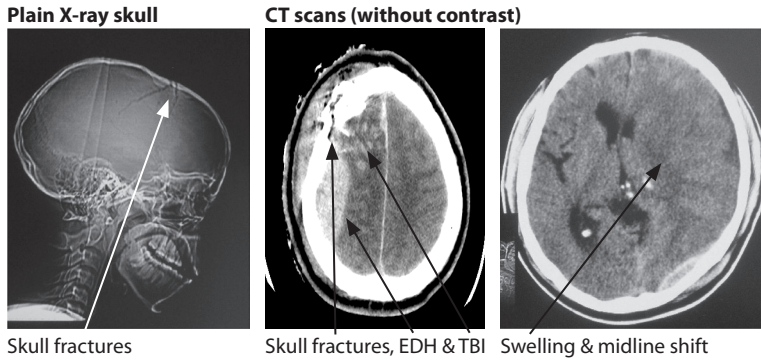 Plain X-ray skull
CT scans (without contrast)
Skull fractures
Skull fractures, EDH & TBI
Swelling & midline shift